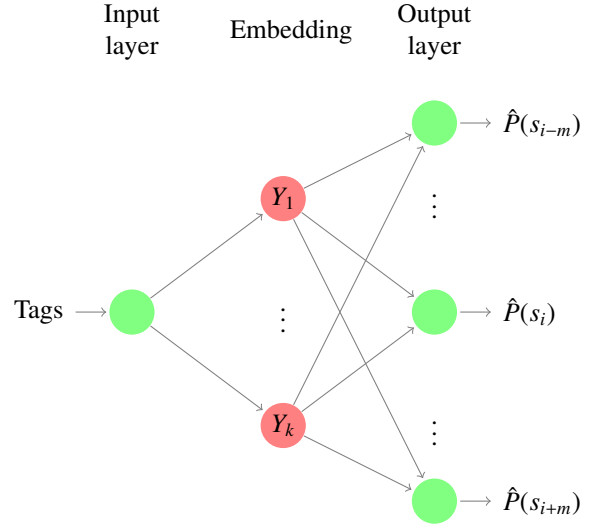 Input
layer
Embedding
Output
layer
P̂(s_{i−m})
⋮
Y_1
Tags
⋮
P̂(s_i)
Y_k
⋮
P̂(s_{i+m})